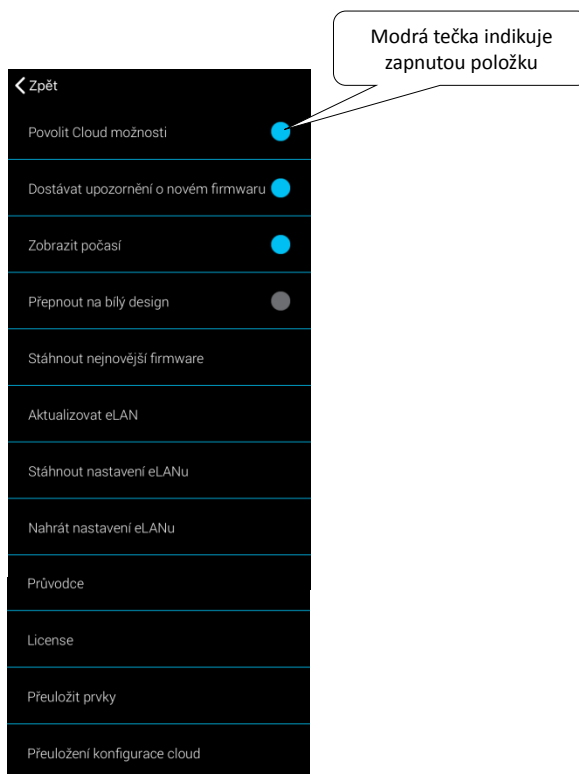 Modrá tečka indikuje
zapnutou položku
Zpět
Povolit Cloud možnosti
Dostávat upozornění o novém firmwaru
Zobrazit počasí
Přepnout na bílý design
Stáhnout nejnovější firmware
Aktualizovat eLAN
Stáhnout nastavení eLANu
Nahrát nastavení eLANu
Průvodce
License
Přeuložit prvky
Přeuložení konfigurace cloud